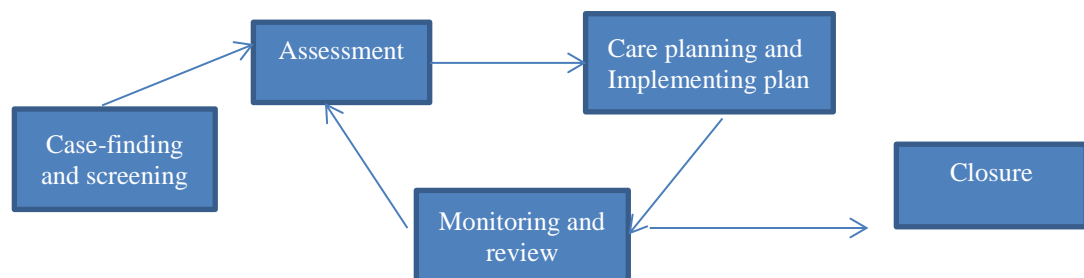 Case-finding
and screening
Assessment
Care planning and
Implementing plan
Monitoring and
review
Closure